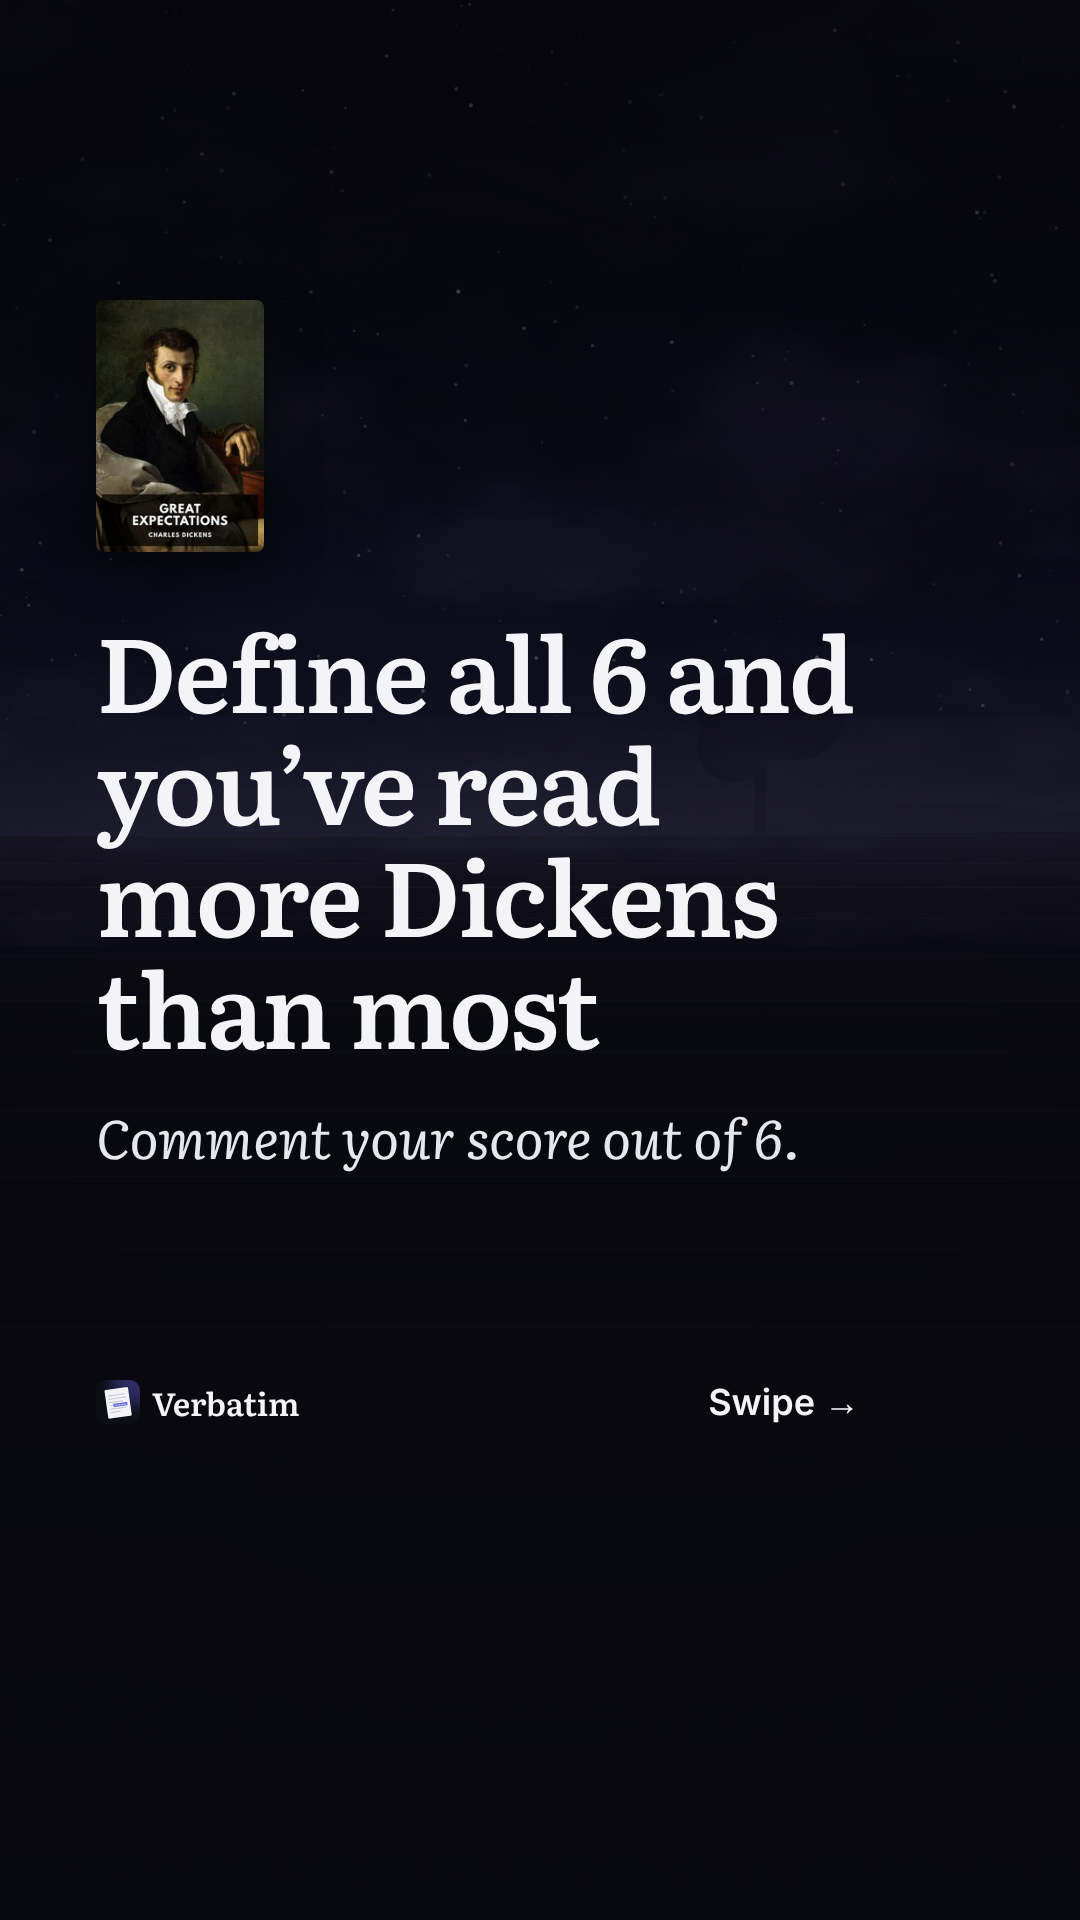 GREAT
EXPECTATIONS
CHARLES DICKENS
Define all 6 and
you’ve read
more Dickens
than most
Comment your score out of 6.
Verbatim
Swipe →